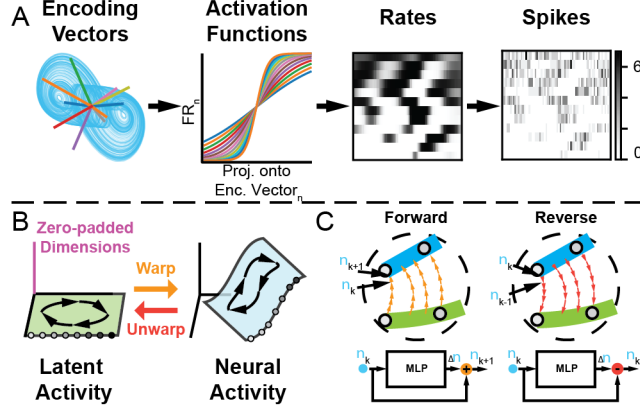 A
Encoding
Vectors
Activation
Functions
Rates
Spikes
FRn
Proj. onto
Enc. Vectorn
6
0
B
Zero-padded
Dimensions
Warp
Unwarp
Latent
Activity
Neural
Activity
C
Forward
Reverse
nk+1
nk
nk
nk-1
nk
MLP
Δn
+
nk+1
nk
MLP
Δn
-
nk-1